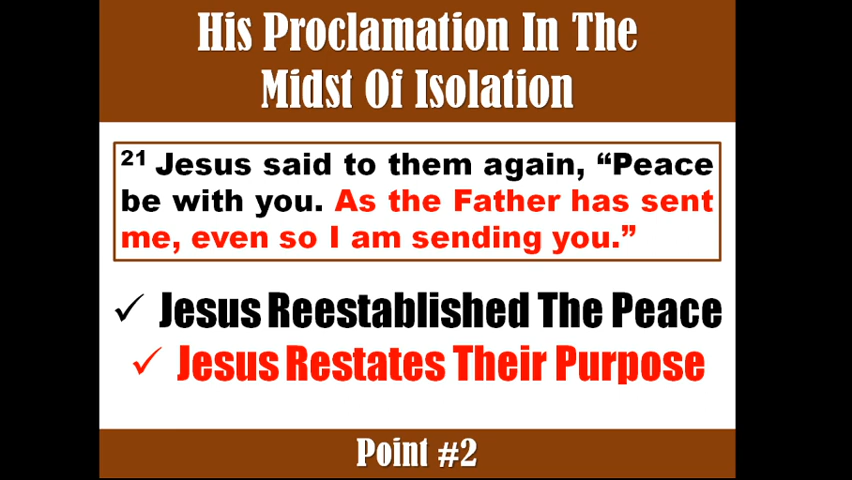 His Proclamation In The
Midst Of Isolation
21 Jesus said to them again, “Peace
be with you. As the Father has sent
me, even so I am sending you.”
✓ Jesus Reestablished The Peace
✓ Jesus Restates Their Purpose
Point #2